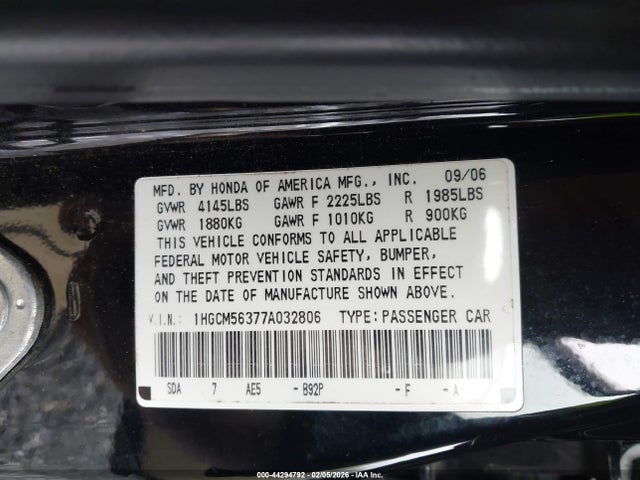 MFD. BY HONDA OF AMERICA MFG., INC. 09/06
GVWR 4145LBS GAWR F 2225LBS R 1985LBS
GVWR 1880KG GAWR F 1010KG R 900KG
THIS VEHICLE CONFORMS TO ALL APPLICABLE
FEDERAL MOTOR VEHICLE SAFETY, BUMPER,
AND THEFT PREVENTION STANDARDS IN EFFECT
ON THE DATE OF MANUFACTURE SHOWN ABOVE.
V.I.N.: 1HGCM56377A032806 TYPE: PASSENGER CAR
SDA 7 AE5 - B92P - F - A
000-44294792 - 02/05/2026 - IAA Inc.